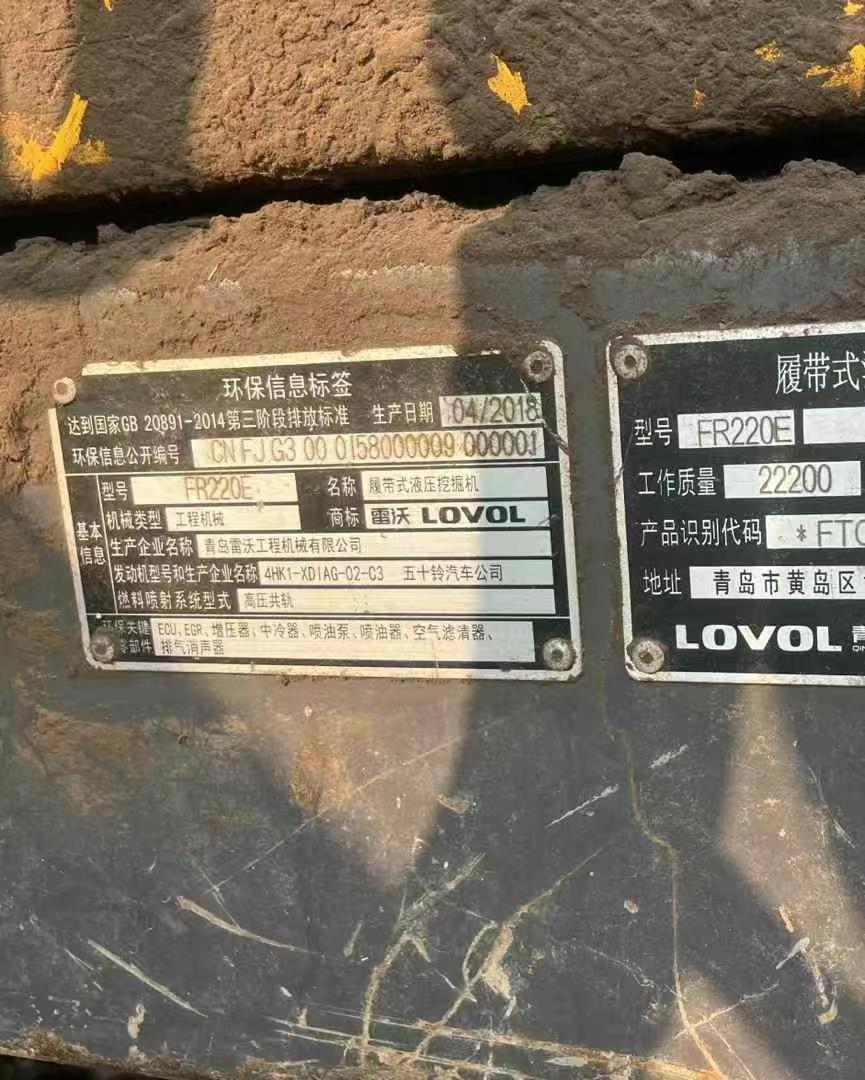 环保信息标签
达到国家GB 20891-2014第三阶段排放标准 生产日期 04/2018
环保信息公开编号 CN FJ G3 00 0158000009 000001
基本信息
型号 FR220E 名称 履带式液压挖掘机
机械类型 工程机械 商标 雷沃 LOVOL
生产企业名称 青岛雷沃工程机械有限公司
发动机型号和生产企业名称 4HK1-XDIAG-02-C3 五十铃汽车公司
燃料喷射系统型式 高压共轨
环保关键 ECU、EGR、增压器、中冷器、喷油泵、喷油器、空气滤清器、
零部件 排气消声器
履带式
型号 FR220E
工作质量 22200
产品识别代码 *FTC
地址 青岛市黄岛区
LOVOL 青